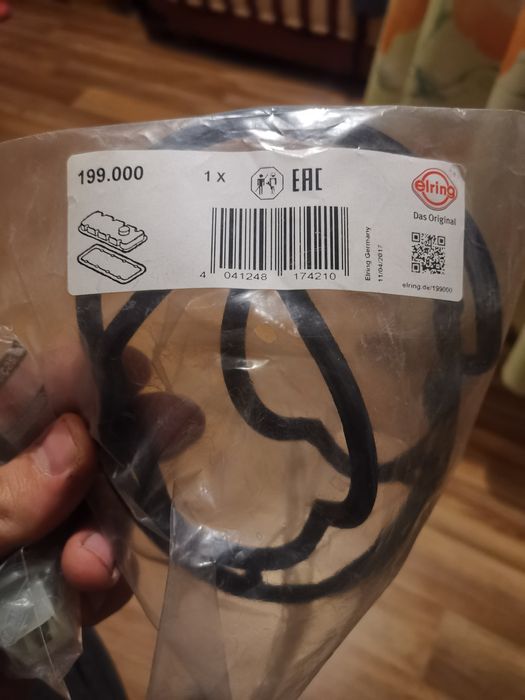 199.000
1 x
EAC
elring
Das Original
4 041248 174210
Elring Germany
11/04/2017
elring.de/199000